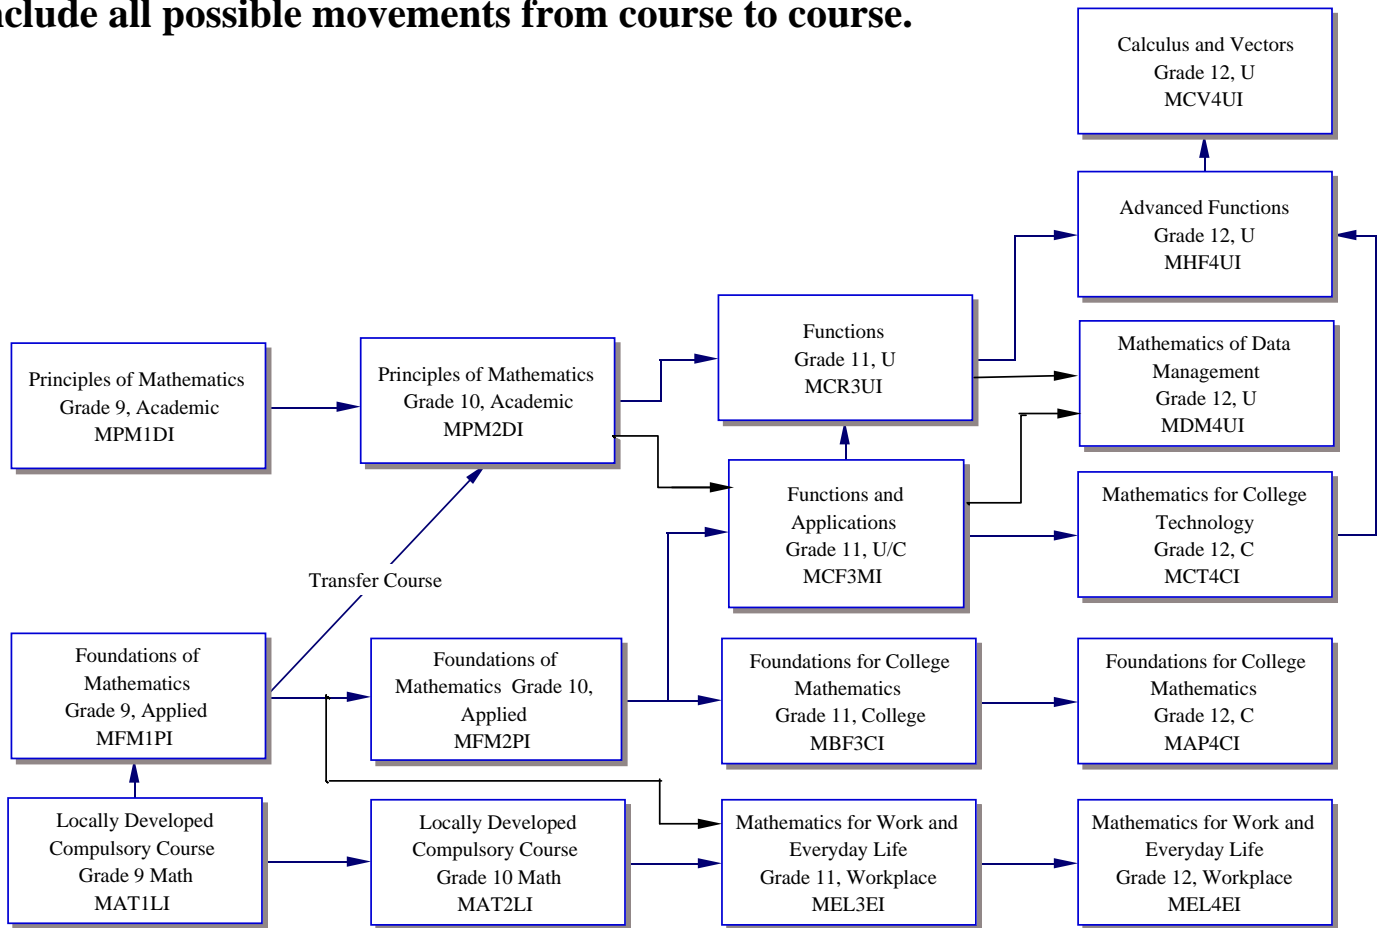 nclude all possible movements from course to course.
Calculus and Vectors
Grade 12, U
MCV4UI
Advanced Functions
Grade 12, U
MHF4UI
Functions
Grade 11, U
MCR3UI
Mathematics of Data
Management
Grade 12, U
MDM4UI
Principles of Mathematics
Grade 9, Academic
MPM1DI
Principles of Mathematics
Grade 10, Academic
MPM2DI
Functions and
Applications
Grade 11, U/C
MCF3MI
Mathematics for College
Technology
Grade 12, C
MCT4CI
Transfer Course
Foundations of
Mathematics
Grade 9, Applied
MFM1PI
Foundations of
Mathematics  Grade 10,
Applied
MFM2PI
Foundations for College
Mathematics
Grade 11, College
MBF3CI
Foundations for College
Mathematics
Grade 12, C
MAP4CI
Locally Developed
Compulsory Course
Grade 9 Math
MAT1LI
Locally Developed
Compulsory Course
Grade 10 Math
MAT2LI
Mathematics for Work and
Everyday Life
Grade 11, Workplace
MEL3EI
Mathematics for Work and
Everyday Life
Grade 12, Workplace
MEL4EI